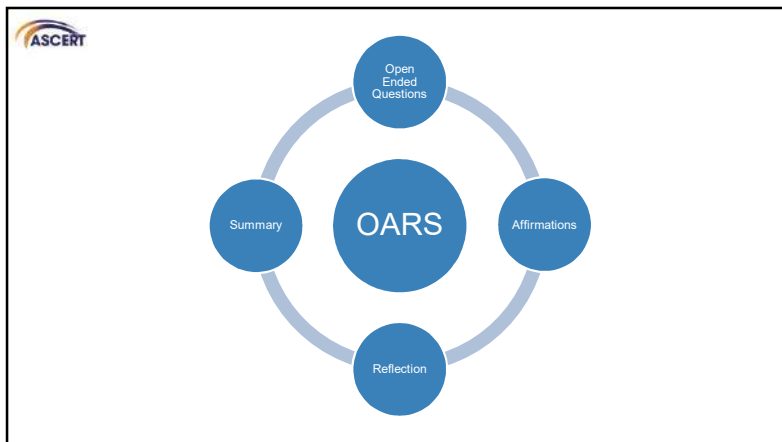 ASCERT
Open
Ended
Questions
OARS
Summary
Affirmations
Reflection